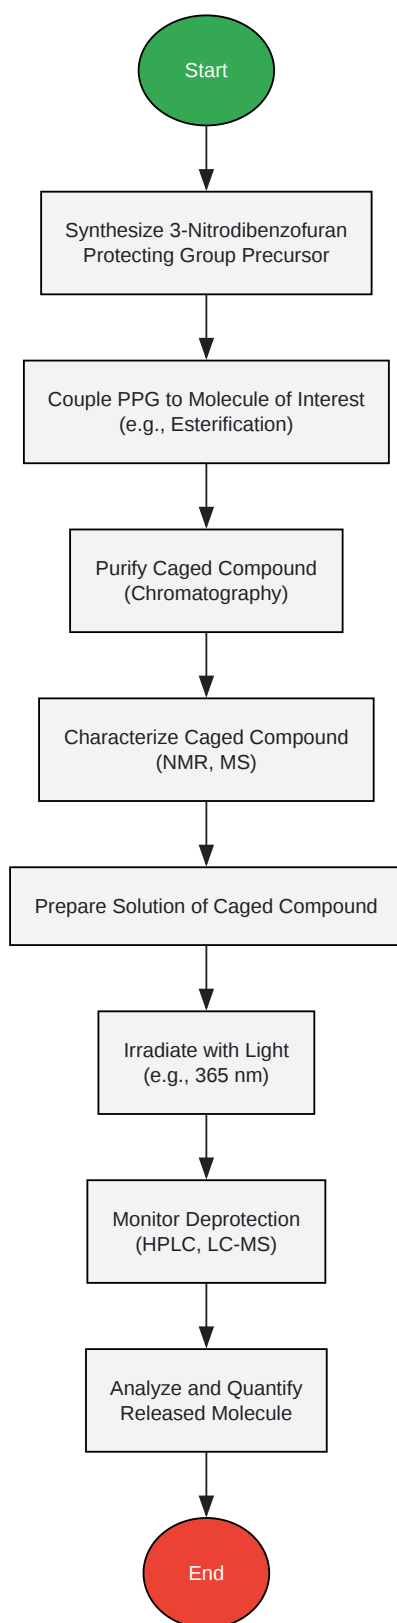 Start
Synthesize 3-Nitrodibenzofuran
Protecting Group Precursor
Couple PPG to Molecule of Interest
(e.g., Esterification)
Purify Caged Compound
(Chromatography)
Characterize Caged Compound
(NMR, MS)
Prepare Solution of Caged Compound
Irradiate with Light
(e.g., 365 nm)
Monitor Deprotection
(HPLC, LC-MS)
Analyze and Quantify
Released Molecule
End